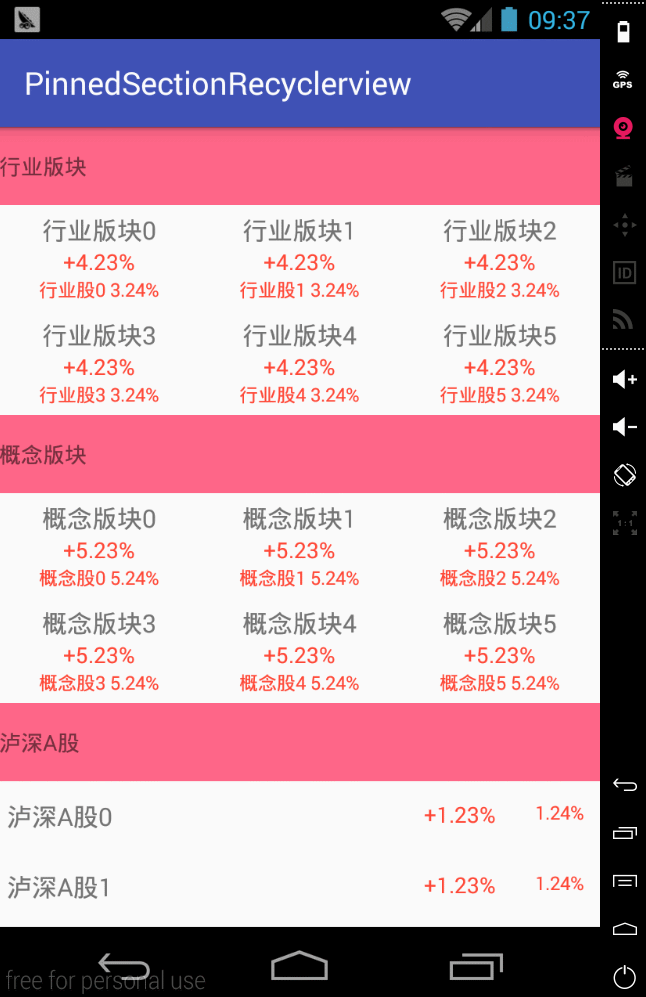 09:37
PinnedSectionRecyclerview
GPS
行业版块
行业版块0 行业版块1 行业版块2
+4.23% +4.23% +4.23%
行业股0 3.24% 行业股1 3.24% 行业股2 3.24%
ID
行业版块3 行业版块4 行业版块5
+4.23% +4.23% +4.23%
行业股3 3.24% 行业股4 3.24% 行业股5 3.24%
概念版块
概念版块0 概念版块1 概念版块2
1:1
+5.23% +5.23% +5.23%
概念股0 5.24% 概念股1 5.24% 概念股2 5.24%
概念版块3 概念版块4 概念版块5
+5.23% +5.23% +5.23%
概念股3 5.24% 概念股4 5.24% 概念股5 5.24%
泸深A股
泸深A股0 +1.23% 1.24%
泸深A股1 +1.23% 1.24%
free for personal use